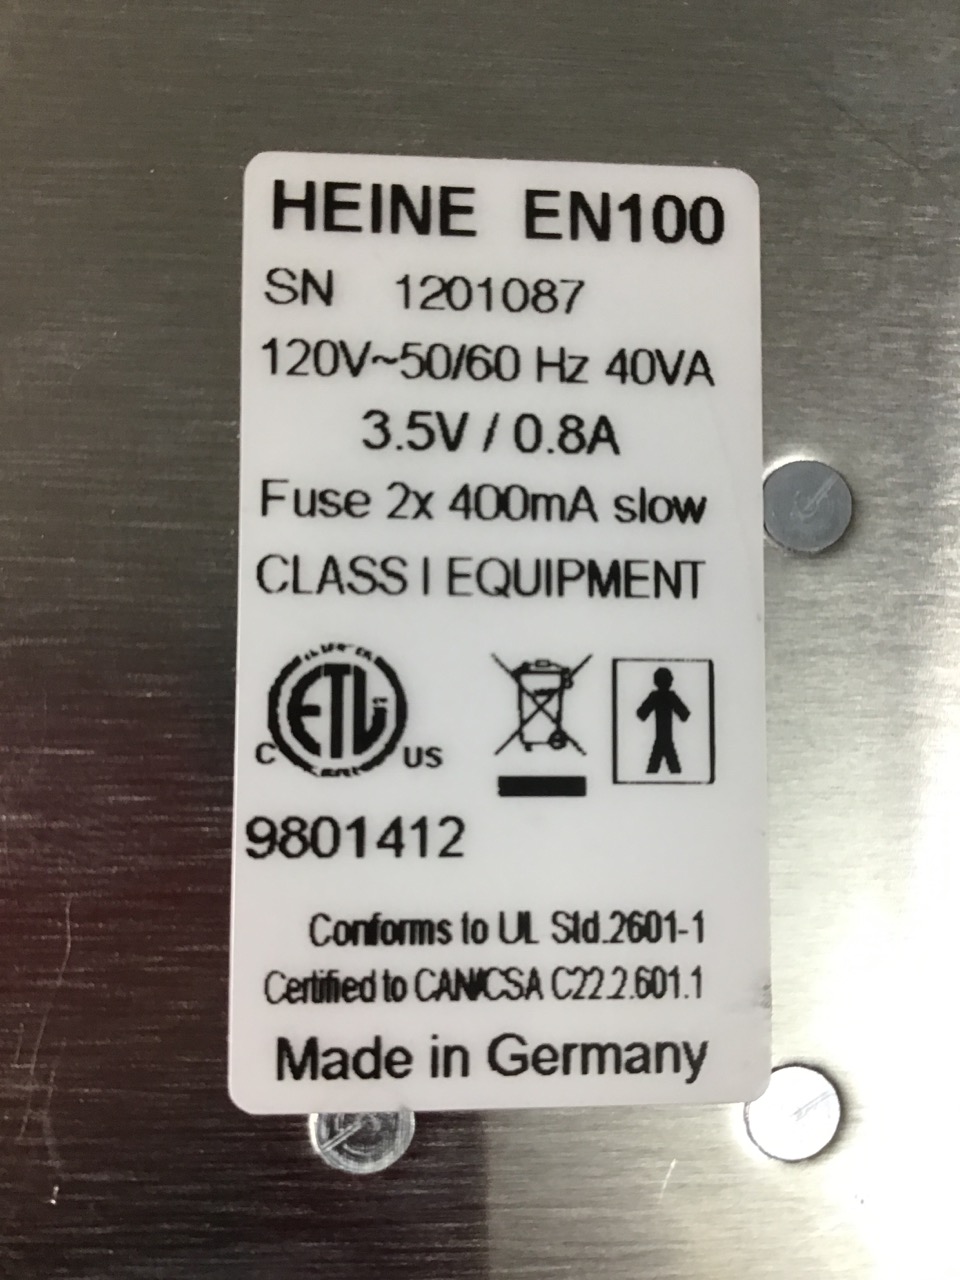 HEINE EN100
SN 1201087
120V~50/60 Hz 40VA
3.5V / 0.8A
Fuse 2x 400mA slow
CLASS I EQUIPMENT
ETL
C US
9801412
Conforms to UL Std.2601-1
Certified to CAN/CSA C22.2.601.1
Made in Germany